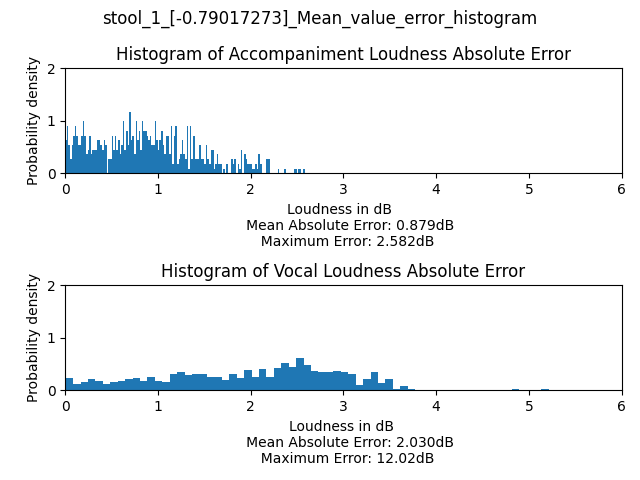 stool_1_[-0.79017273]_Mean_value_error_histogram
Histogram of Accompaniment Loudness Absolute Error
Probability density
2
1
0
0 1 2 3 4 5 6
Loudness in dB
Mean Absolute Error: 0.879dB
Maximum Error: 2.582dB
Histogram of Vocal Loudness Absolute Error
Probability density
2
1
0
0 1 2 3 4 5 6
Loudness in dB
Mean Absolute Error: 2.030dB
Maximum Error: 12.02dB